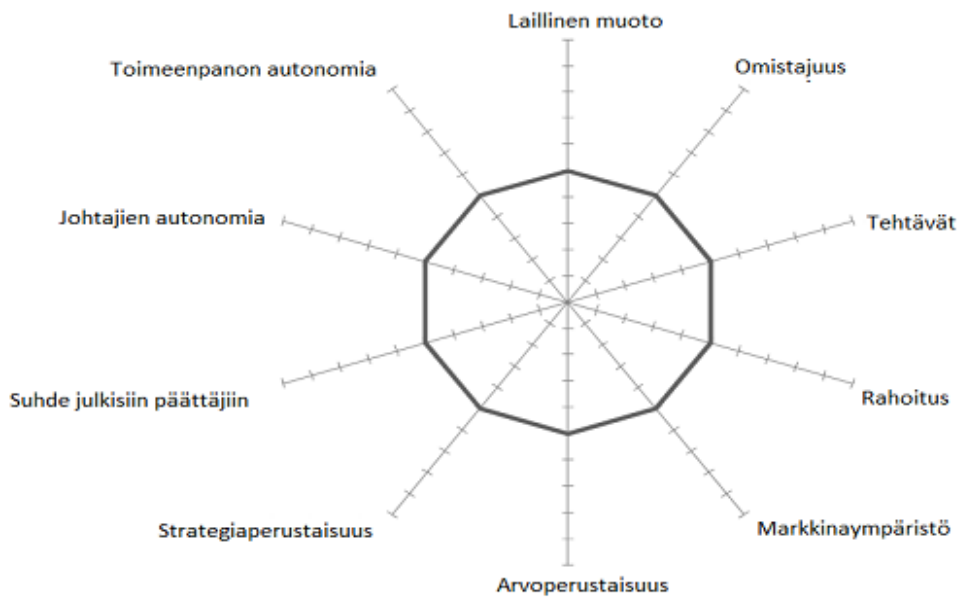 Laillinen muoto
Toimeenpanon autonomia
Omistajuus
Johtajien autonomia
Tehtävät
Suhde julkisiin päättäjiin
Rahoitus
Strategiaperustaisuus
Markkinaympäristö
Arvoperustaisuus